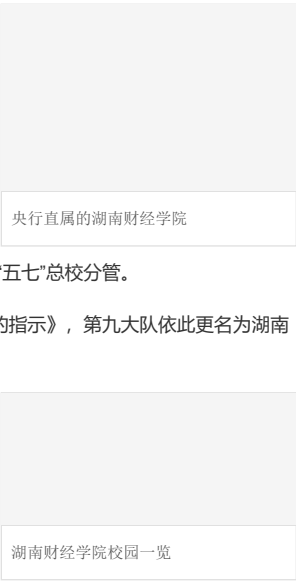 央行直属的湖南财经学院
“五七”总校分管。
的指示》，第九大队依此更名为湖南
湖南财经学院校园一览